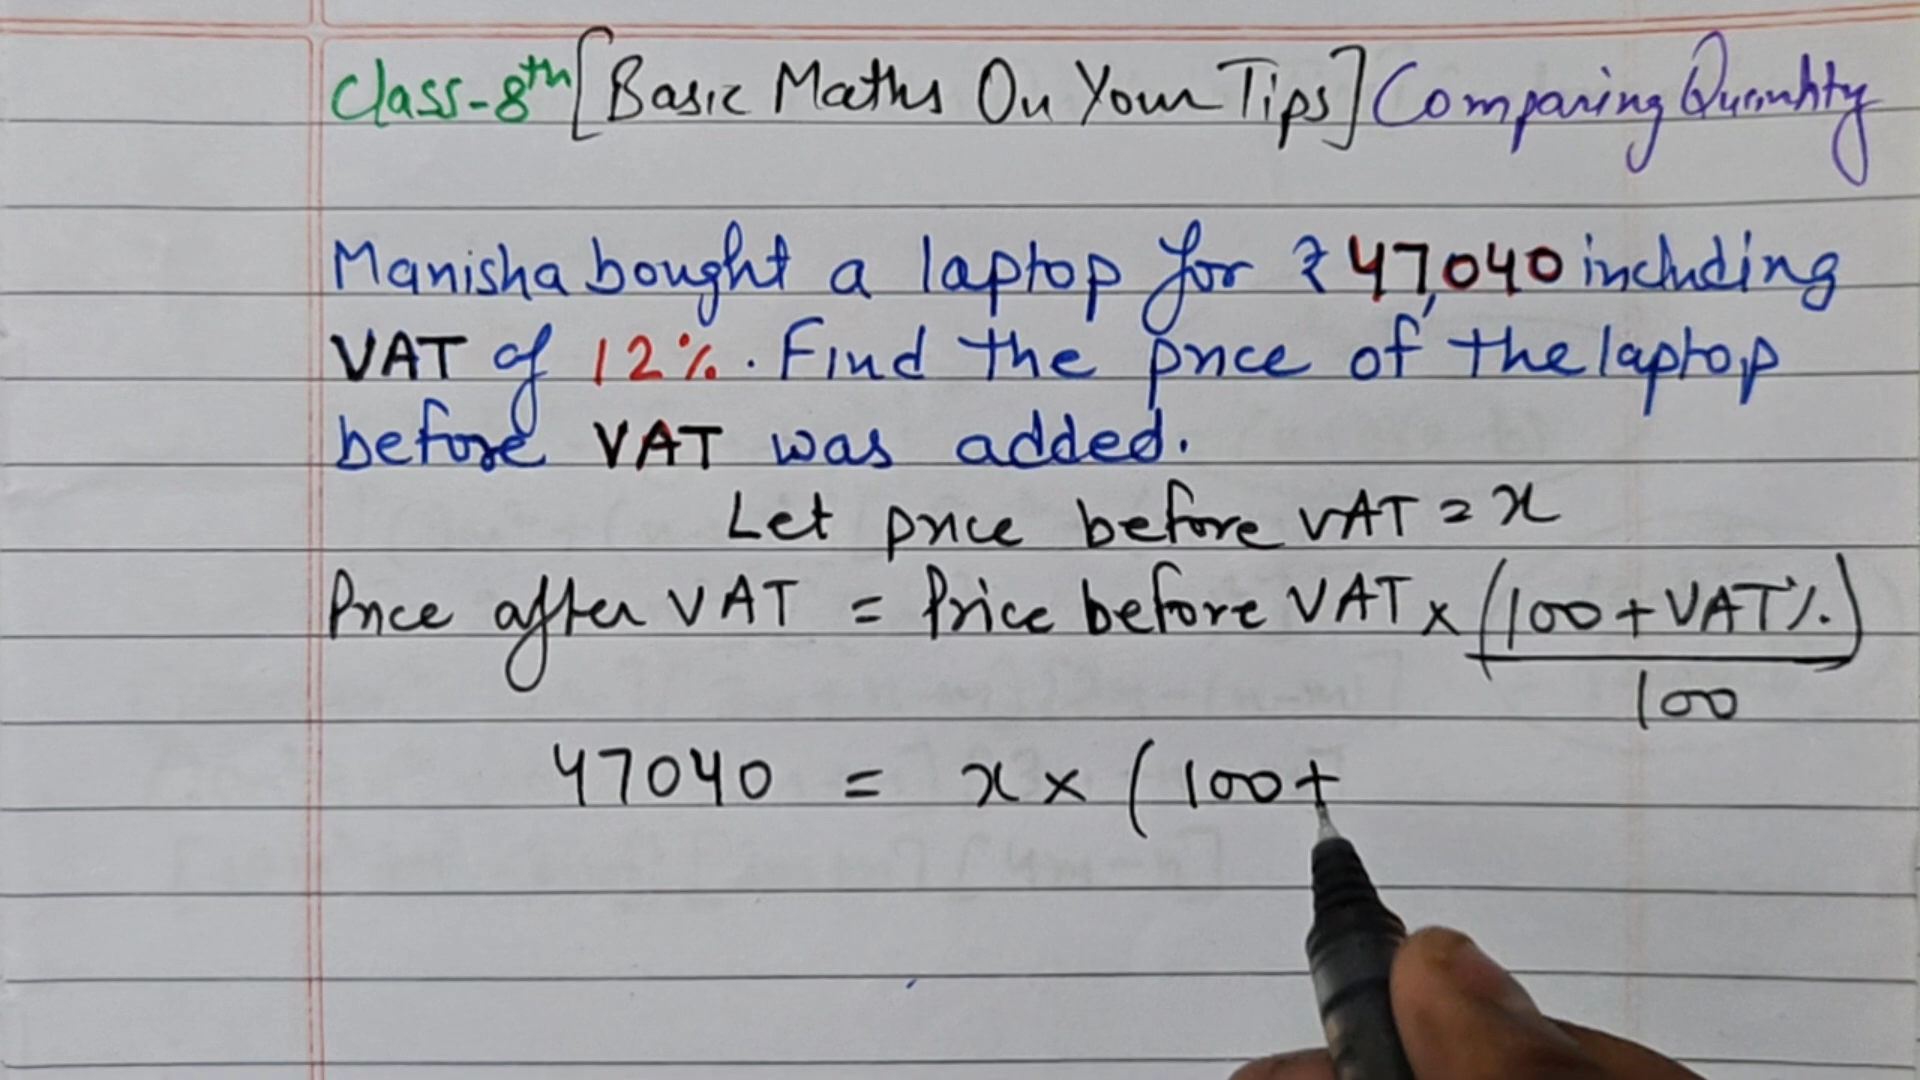 Class-8th [Basic Maths On Your Tips] Comparing Quantity
Manisha bought a laptop for ₹47,040 including
VAT of 12%. Find the price of the laptop
before VAT was added.
Let price before VAT = x
Price after VAT = Price before VAT × (100 + VAT%)
100
47040 = x × (100+